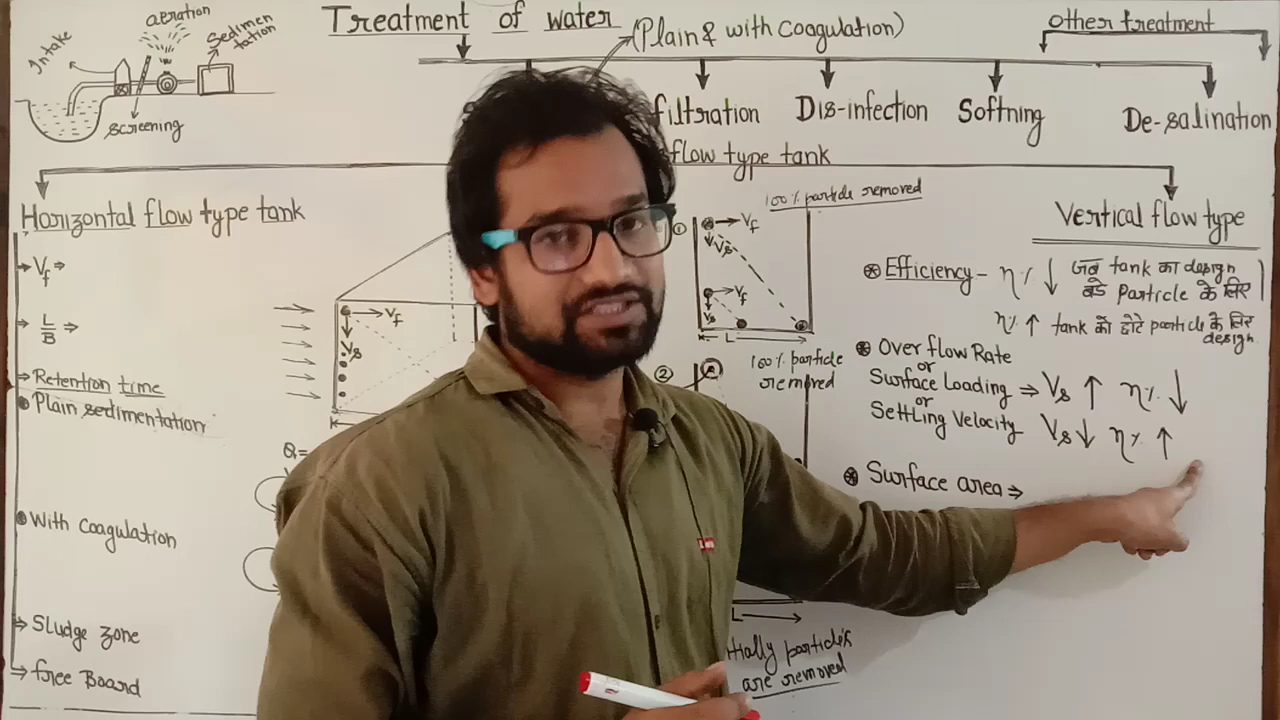 Treatment of water
(Plain & with Coagulation)
other treatment
aeration
Sedimen
tation
Intake
screening
filtration
Dis-infection
Softning
De-salination
flow type tank
Horizontal flow type tank
Vertical flow type
→ Vf ⇒
→ L/B ⇒
→ Retention time
Plain sedimentation
With Coagulation
⇒ Sludge zone
→ free Board
Vf
Vs
Q=
① 100% particle removed
Vf
Vs
Vf
Vs
L
② 100% particle
removed
L
particles
are removed
⊛ Efficiency - η% ↓ जब tank का design
बडे Particle के लिए
η% ↑ tank को छोटे particle के लिए
design
⊛ Over flow Rate
or
Surface Loading ⇒ Vs ↑ η% ↓
or
Settling Velocity Vs ↓ η% ↑
⊛ Surface area ⇒